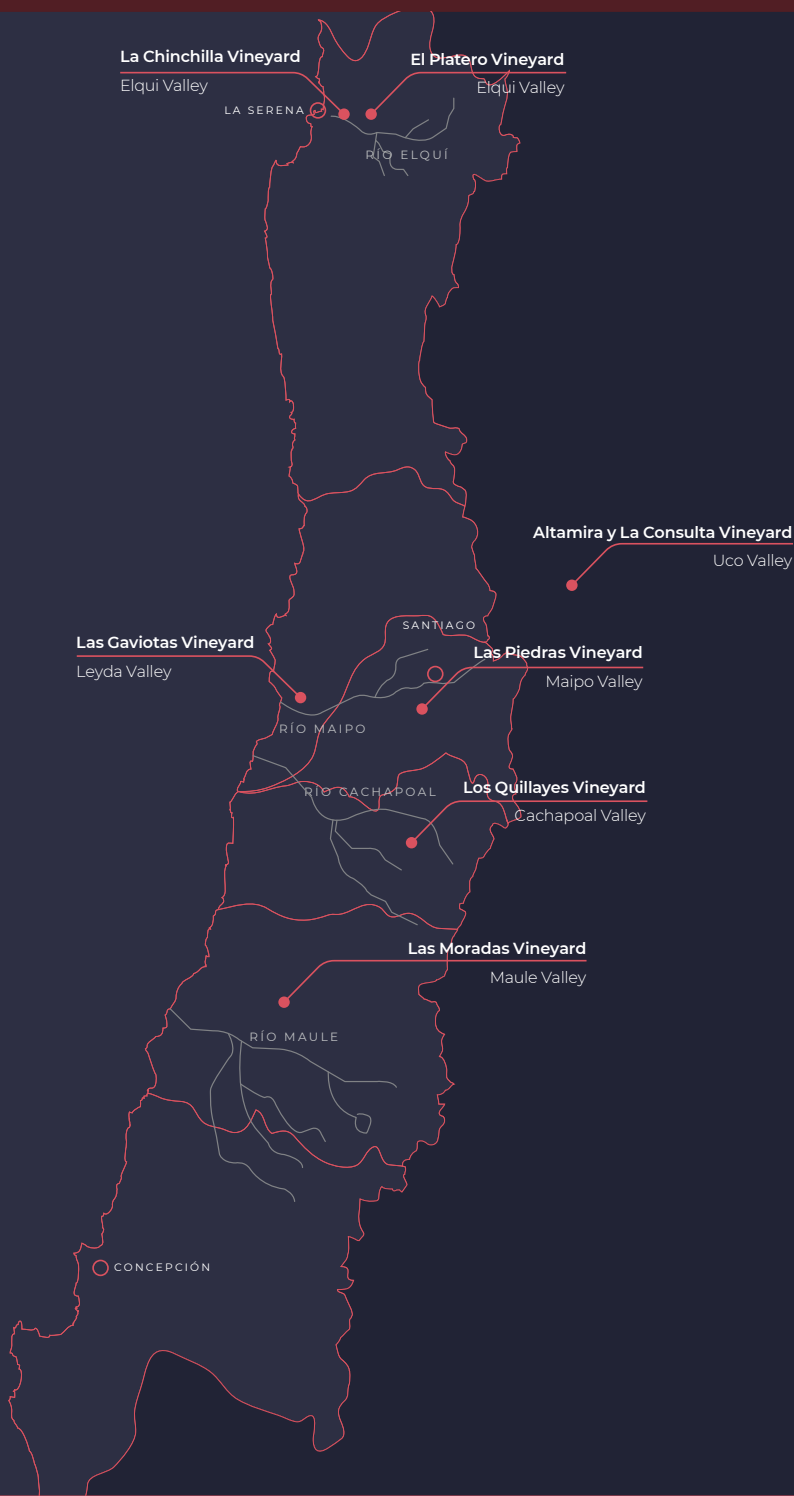 La Chinchilla Vineyard
Elqui Valley
El Platero Vineyard
Elqui Valley
LA SERENA
RÍO ELQUÍ
Altamira y La Consulta Vineyard
Uco Valley
SANTIAGO
Las Gaviotas Vineyard
Leyda Valley
Las Piedras Vineyard
Maipo Valley
RÍO MAIPO
RÍO CACHAPOAL
Los Quillayes Vineyard
Cachapoal Valley
Las Moradas Vineyard
Maule Valley
RÍO MAULE
CONCEPCIÓN